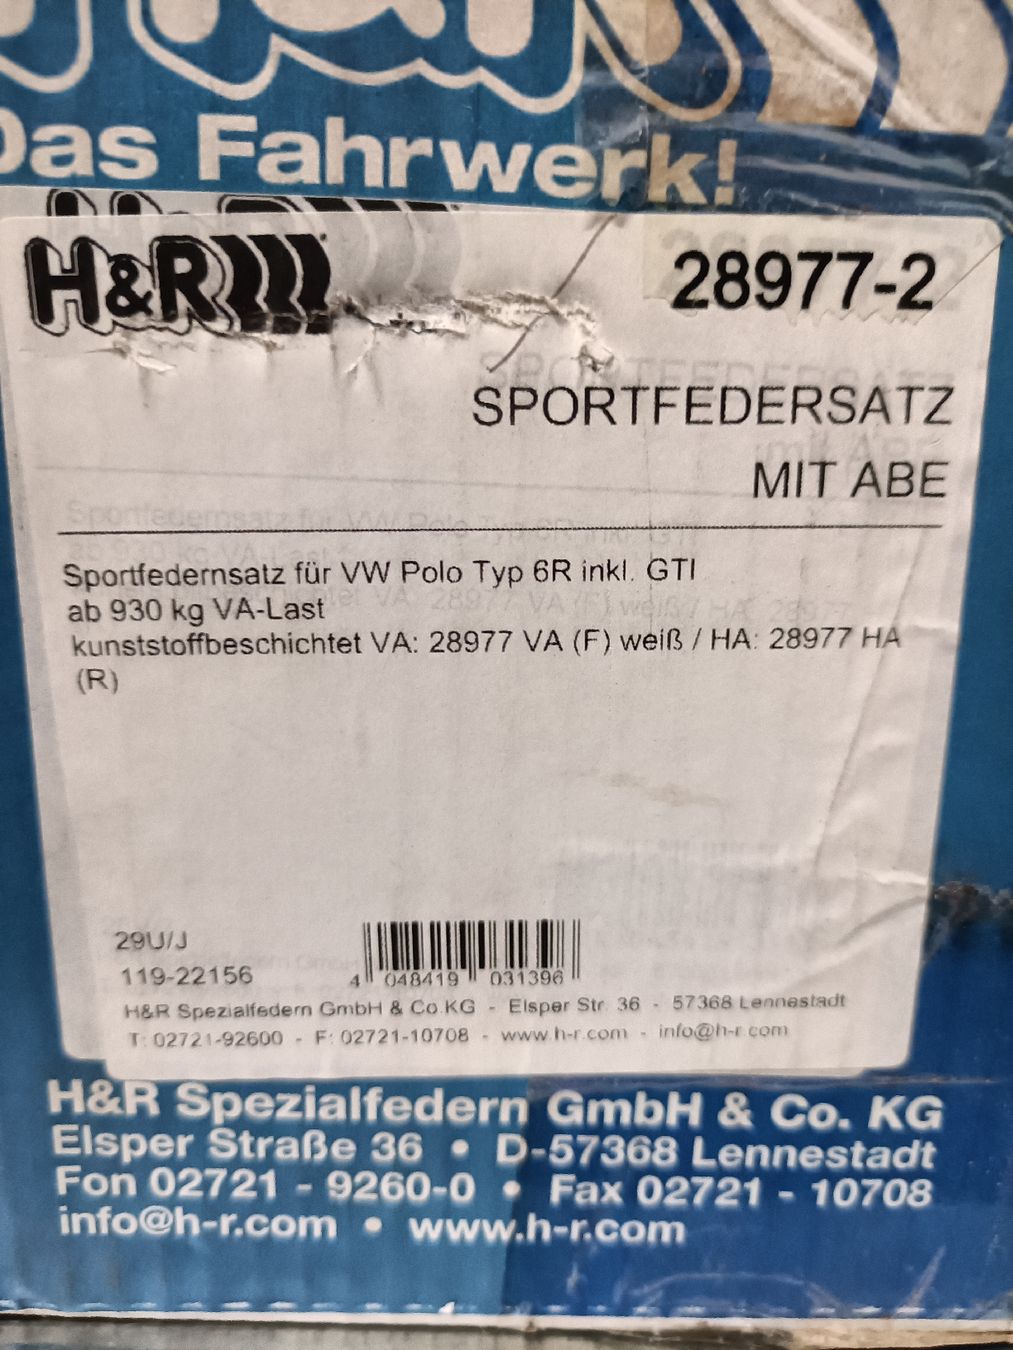 Das Fahrwerk!
H&R
28977-2
SPORTFEDERSATZ
MIT ABE
Sportfedernsatz für VW Polo Typ 6R inkl. GTI
ab 930 kg VA-Last
kunststoffbeschichtet VA: 28977 VA (F) weiß / HA: 28977 HA
(R)
29U/J
119-22156
4 048419 031396
H&R Spezialfedern GmbH & Co.KG - Elsper Str. 36 - 57368 Lennestadt
T: 02721-92600 - F: 02721-10708 - www.h-r.com - info@h-r.com
H&R Spezialfedern GmbH & Co. KG
Elsper Straße 36 • D-57368 Lennestadt
Fon 02721 - 9260-0 • Fax 02721 - 10708
info@h-r.com • www.h-r.com